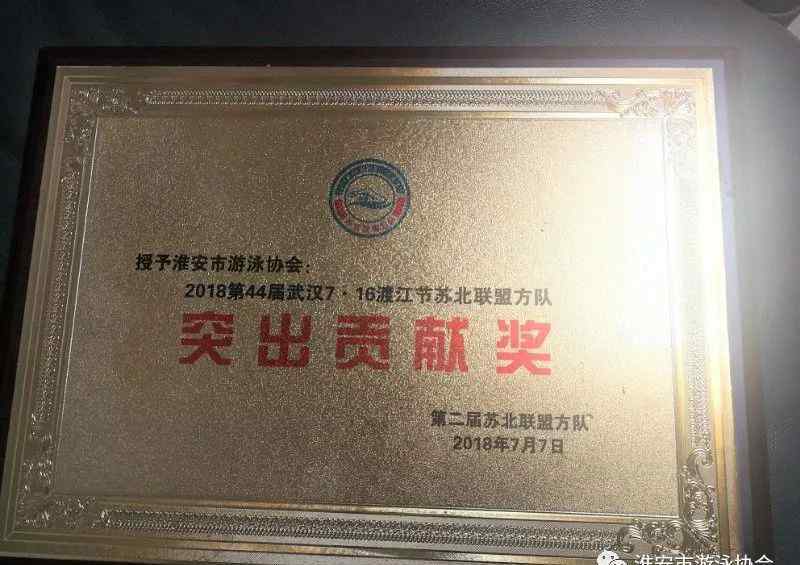 授予淮安市游泳协会：
2018第44届武汉7·16渡江节苏北联盟方队
突出贡献奖
第二届苏北联盟方队
2018年7月7日
淮安市游泳协会